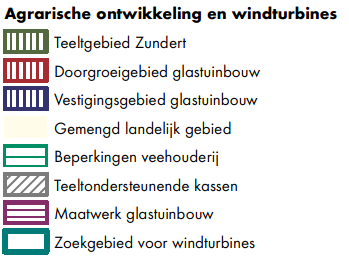 Agrarische ontwikkeling en windturbines
Teeltgebied Zundert
Doorgroeigebied glastuinbouw
Vestigingsgebied glastuinbouw
Gemengd landelijk gebied
Beperkingen veehouderij
Teeltondersteunende kassen
Maatwerk glastuinbouw
Zoekgebied voor windturbines